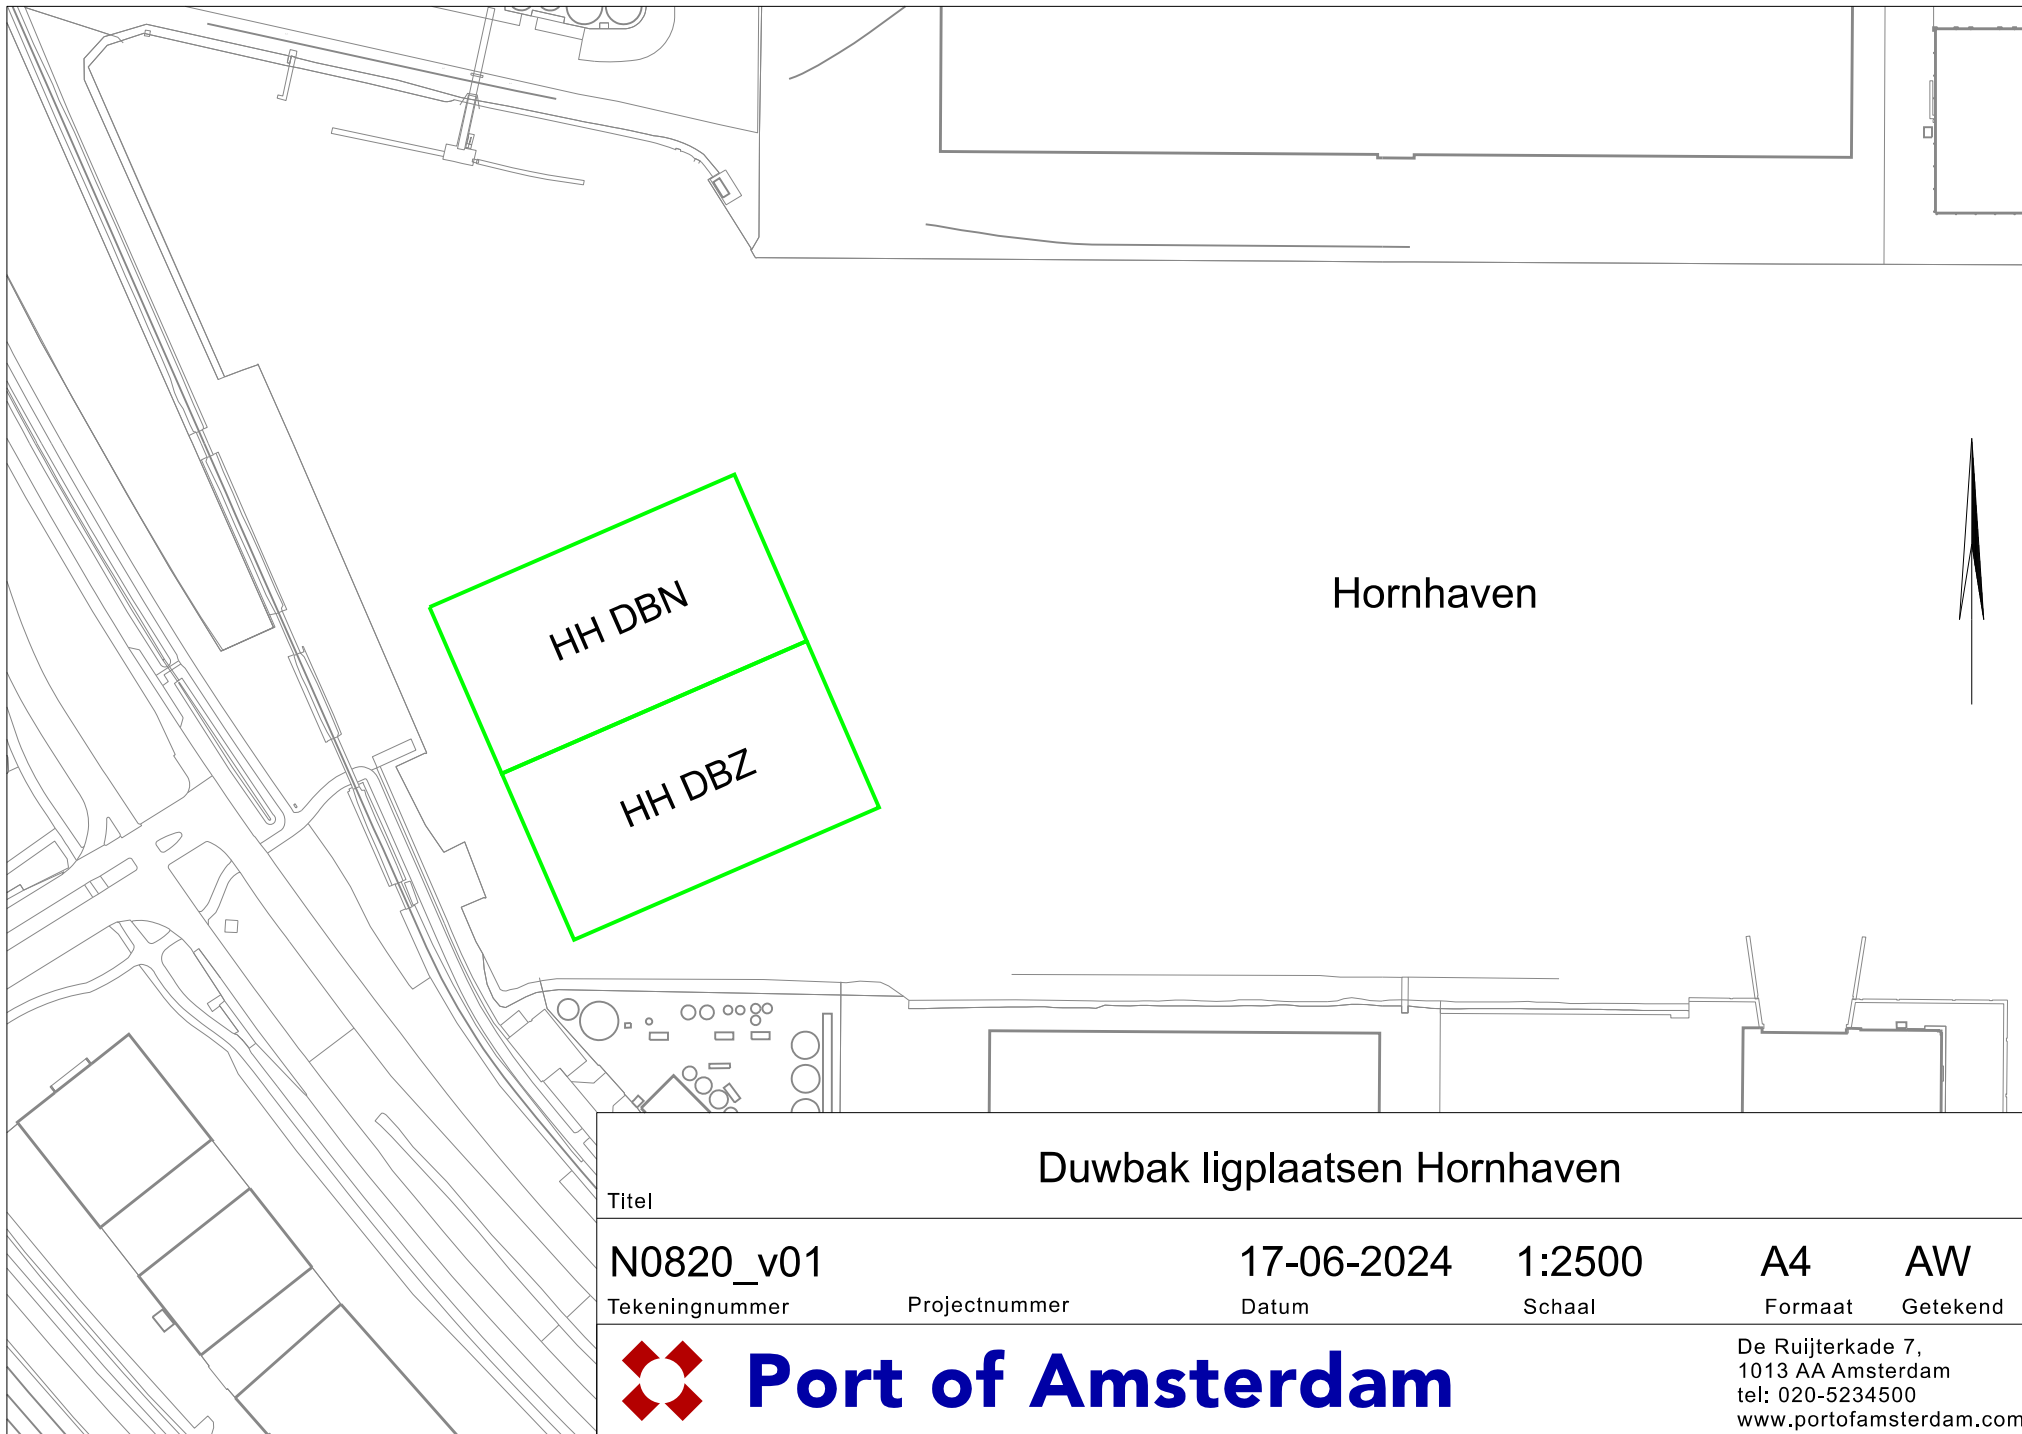 HH DBN
Hornhaven
HH DBZ
Duwbak ligplaatsen Hornhaven
Titel
N0820_v01 17-06-2024 1:2500 A4 AW
Tekeningnummer Projectnummer Datum Schaal Formaat Getekend
Port of Amsterdam
De Ruijterkade 7,
1013 AA Amsterdam
tel: 020-5234500
www.portofamsterdam.com